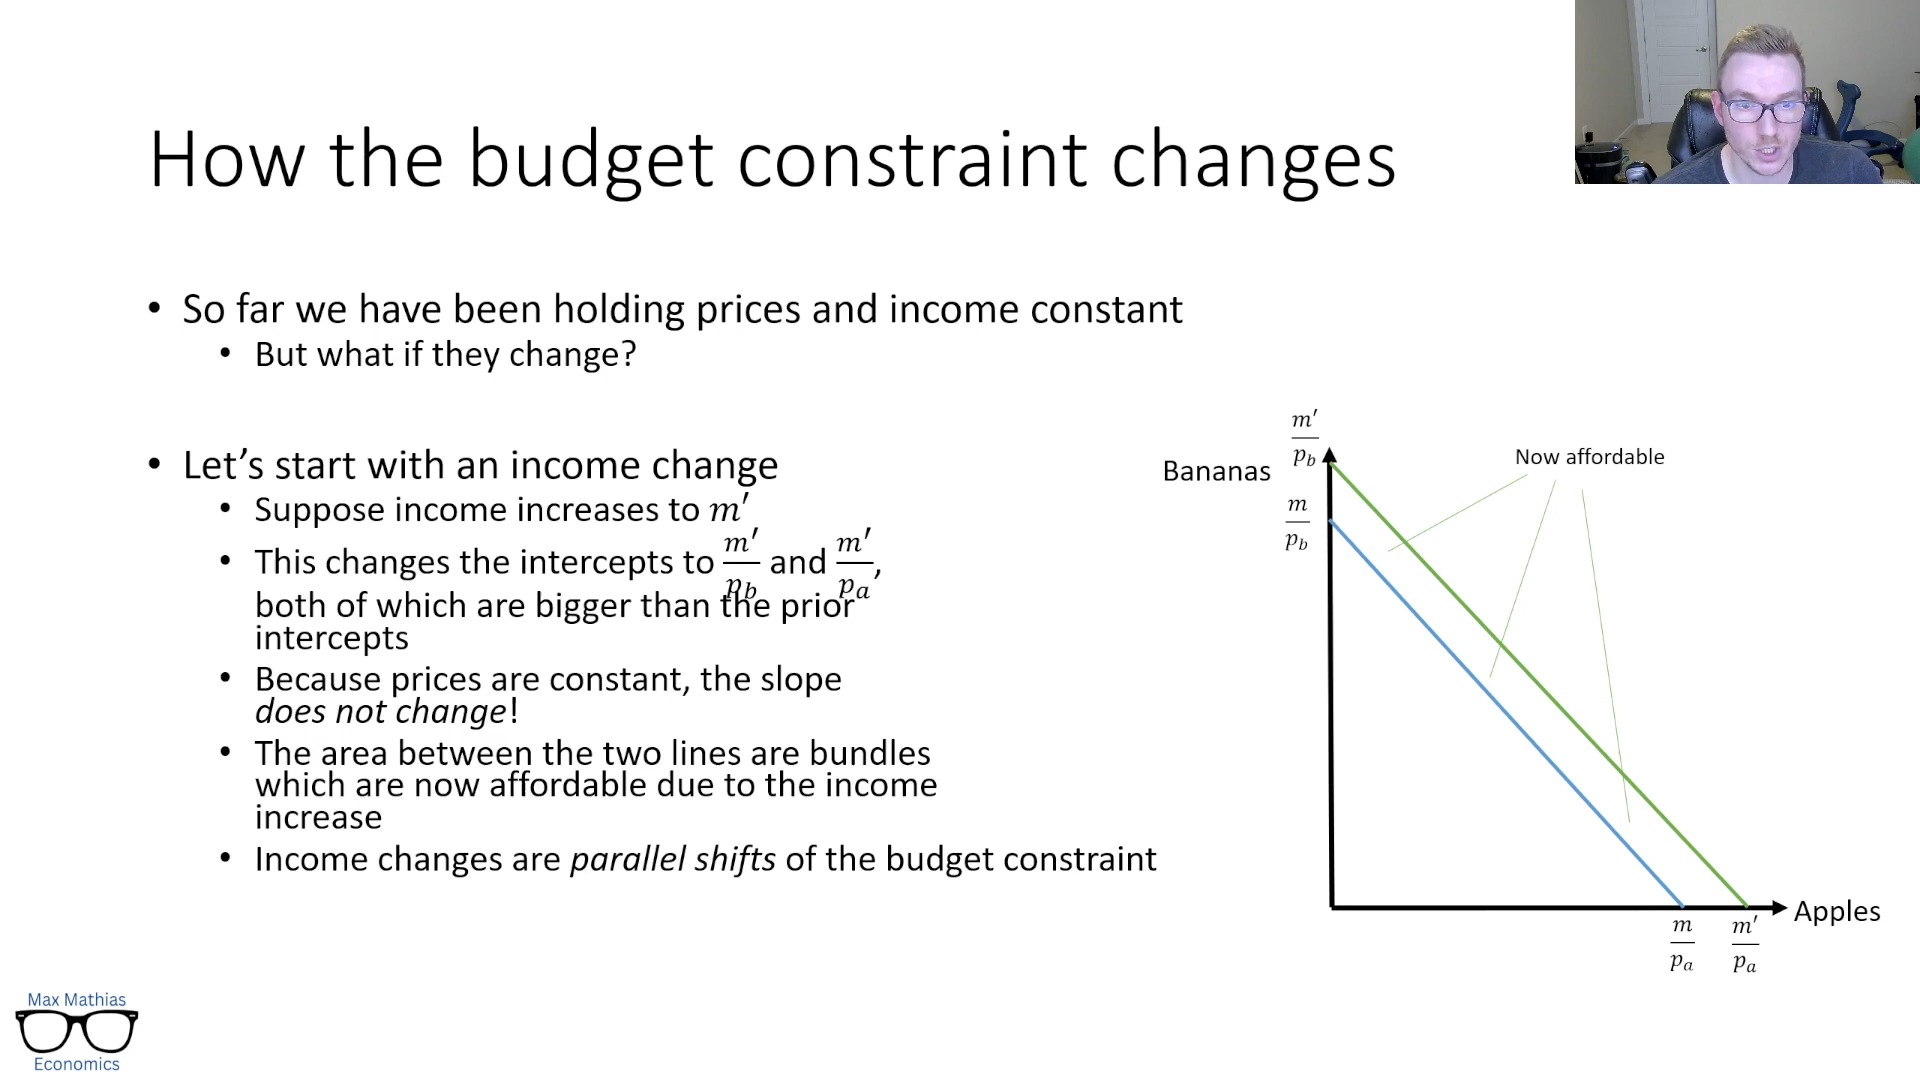 How the budget constraint changes
• So far we have been holding prices and income constant
• But what if they change?
• Let’s start with an income change
• Suppose income increases to m′
• This changes the intercepts to m′/p_b and m′/p_a,
both of which are bigger than the prior
intercepts
• Because prices are constant, the slope
does not change!
• The area between the two lines are bundles
which are now affordable due to the income
increase
• Income changes are parallel shifts of the budget constraint
m′/p_b
Bananas
Now affordable
m/p_b
Apples
m/p_a
m′/p_a
Max Mathias
Economics